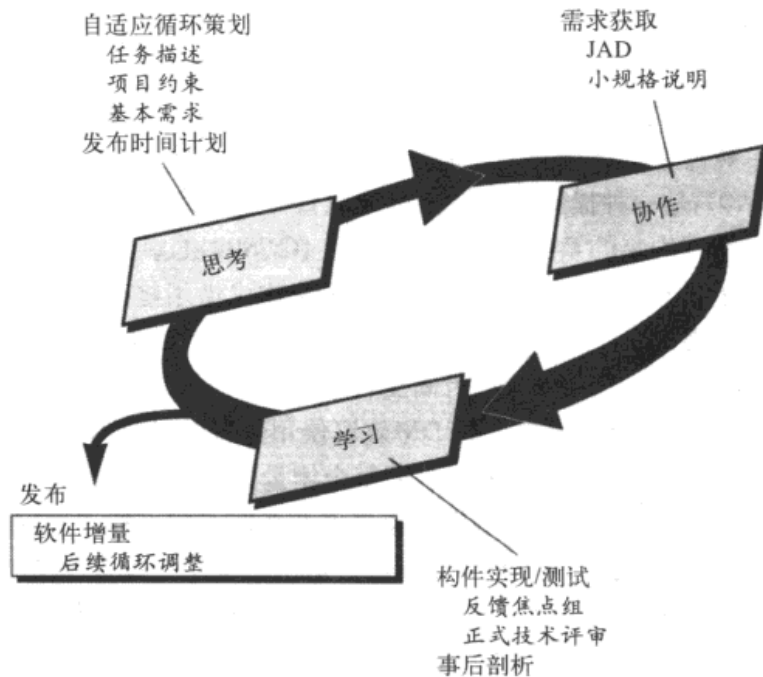 自适应循环策划
任务描述
项目约束
基本需求
发布时间计划
需求获取
JAD
小规格说明
思考
协作
学习
发布
软件增量
后续循环调整
构件实现/测试
反馈焦点组
正式技术评审
事后剖析